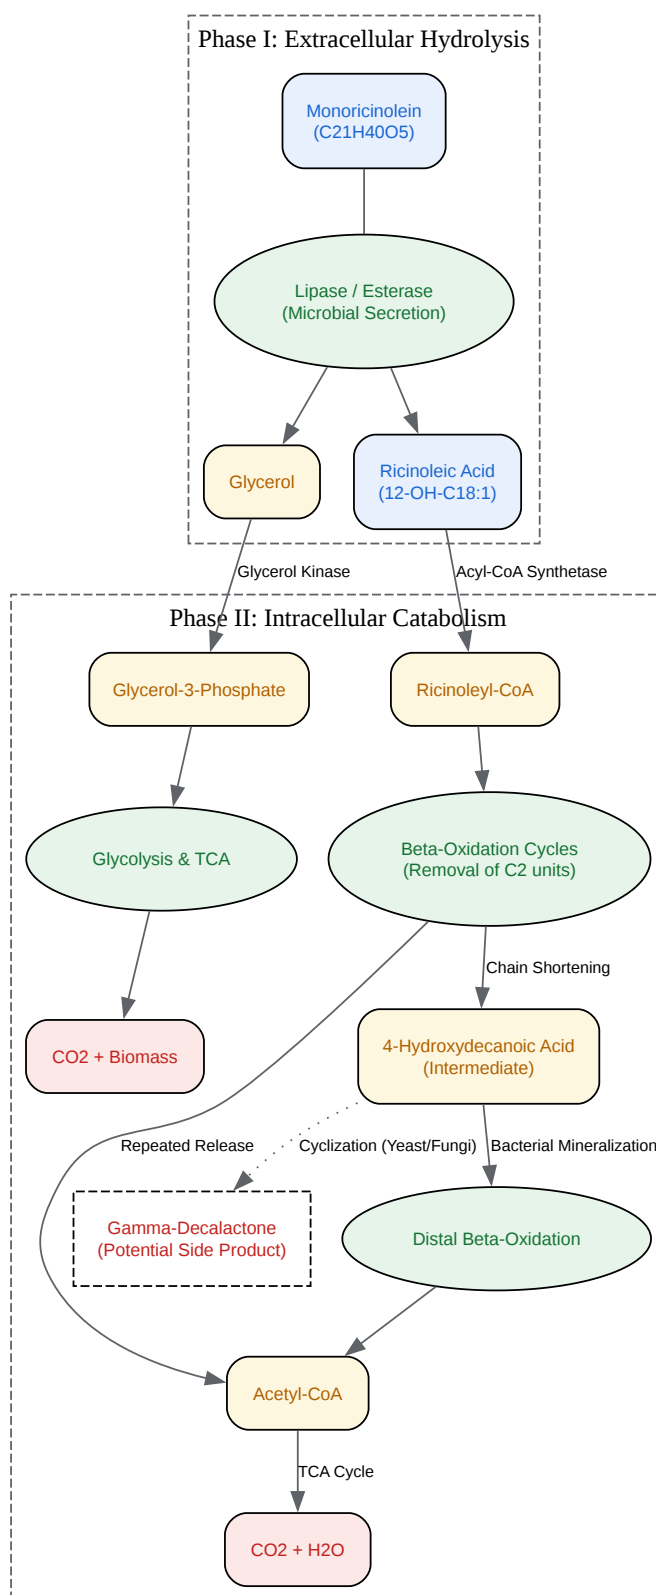 Phase I: Extracellular Hydrolysis
Monoricinolein
(C21H40O5)
Lipase / Esterase
(Microbial Secretion)
Glycerol
Ricinoleic Acid
(12-OH-C18:1)
Glycerol Kinase
Acyl-CoA Synthetase
Phase II: Intracellular Catabolism
Glycerol-3-Phosphate
Ricinoleyl-CoA
Glycolysis & TCA
Beta-Oxidation Cycles
(Removal of C2 units)
Chain Shortening
CO2 + Biomass
4-Hydroxydecanoic Acid
(Intermediate)
Repeated Release
Cyclization (Yeast/Fungi)
Bacterial Mineralization
Gamma-Decalactone
(Potential Side Product)
Distal Beta-Oxidation
Acetyl-CoA
TCA Cycle
CO2 + H2O